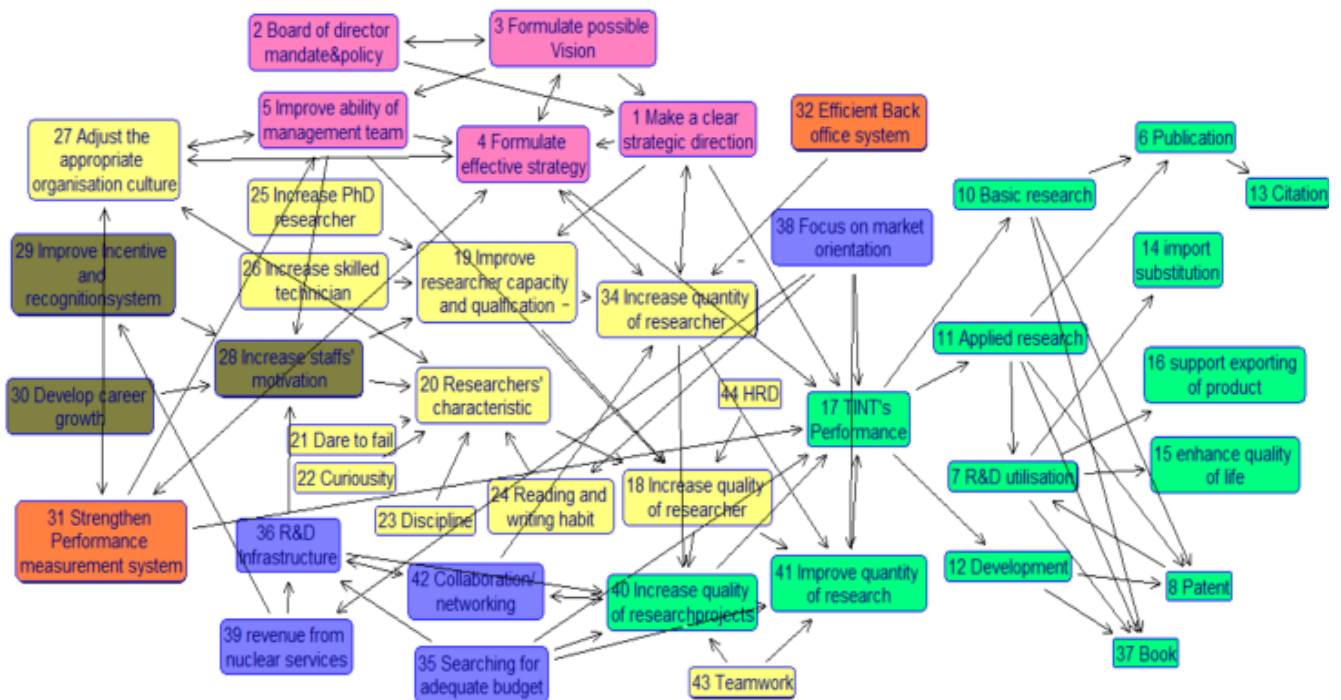 2 Board of director
mandate&policy
3 Formulate possible
Vision
5 Improve ability of
management team
1 Make a clear
strategic direction
32 Efficient Back
office system
27 Adjust the
appropriate
organisation culture
4 Formulate
effective strategy
6 Publication
10 Basic research
13 Citation
25 Increase PhD
researcher
38 Focus on market
orientation
29 Improve Incentive
and
recognitionsystem
26 Increase skilled
technician
19 Improve
researcher capacity
and qualfication
34 Increase quantity
of researcher
14 import
substitution
11 Applied research
28 Increase staffs'
motivation
16 support exporting
of product
30 Develop career
growth
20 Researchers'
characteristic
44 HRD
17 TINT's
Performance
21 Dare to fail
22 Curiousity
15 enhance quality
of life
7 R&D utilisation
24 Reading and
writing habit
18 Increase quality
of researcher
23 Discipline
31 Strengthen
Performance
measurement system
36 R&D
Infrastructure
42 Collaboration/
networking
40 Increase quality
of researchprojects
41 Improve quantity
of research
12 Development
8 Patent
39 revenue from
nuclear services
35 Searching for
adequate budget
43 Teamwork
37 Book